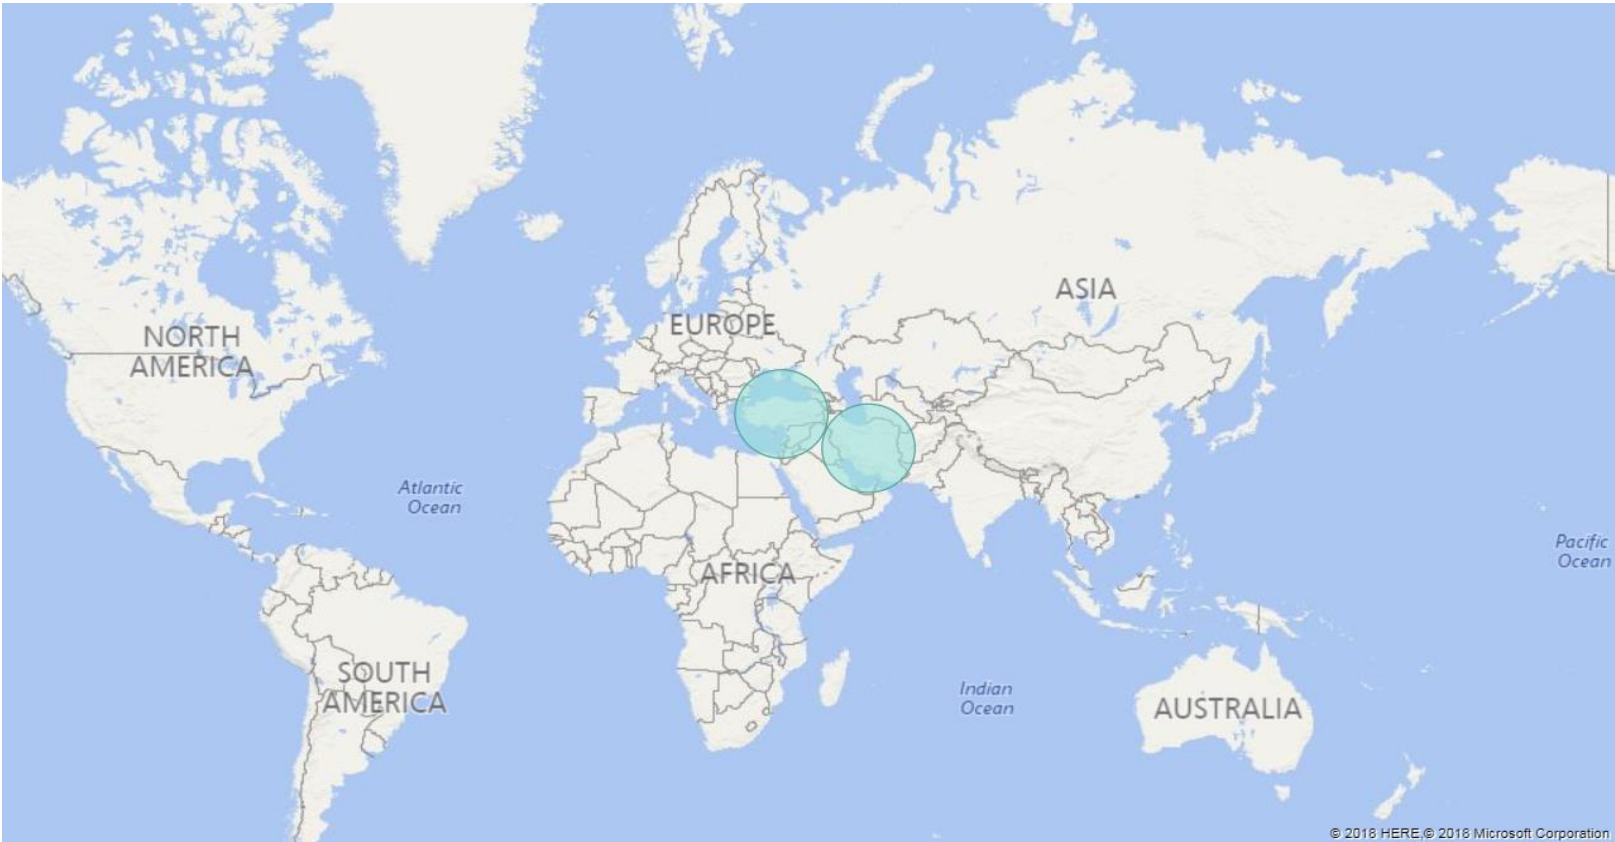 ASIA
EUROPE
NORTH
AMERICA
Atlantic
Ocean
Pacific
Ocean
AFRICA
SOUTH
AMERICA
Indian
Ocean
AUSTRALIA
© 2018 HERE,© 2018 Microsoft Corporation